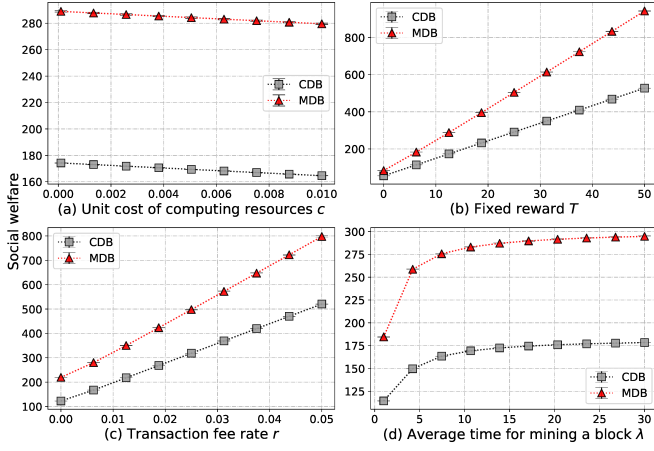 Social welfare
280
260
240
220
200
180
160
CDB
MDB
0.000 0.002 0.004 0.006 0.008 0.010
(a) Unit cost of computing resources c
800
600
400
200
CDB
MDB
0 10 20 30 40 50
(b) Fixed reward T
800
700
600
500
400
300
200
100
CDB
MDB
0.00 0.01 0.02 0.03 0.04 0.05
(c) Transaction fee rate r
300
275
250
225
200
175
150
125
CDB
MDB
0 5 10 15 20 25 30
(d) Average time for mining a block λ